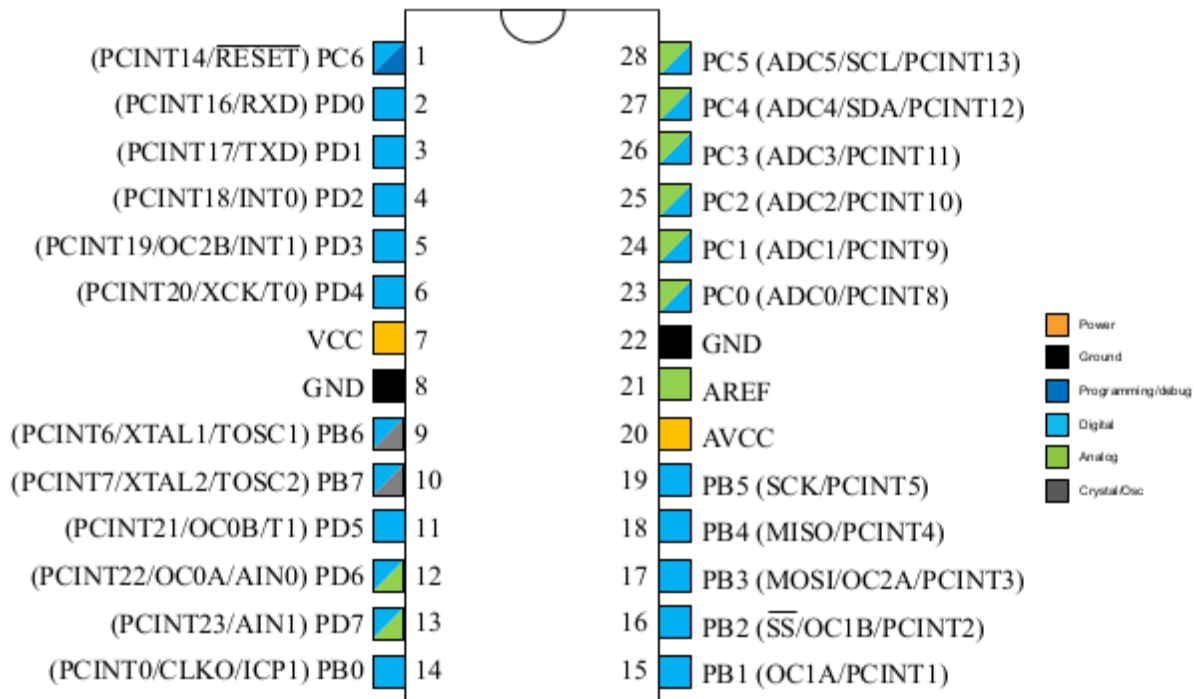 (PCINT14/RESET) PC6 1
(PCINT16/RXD) PD0 2
(PCINT17/TXD) PD1 3
(PCINT18/INT0) PD2 4
(PCINT19/OC2B/INT1) PD3 5
(PCINT20/XCK/T0) PD4 6
VCC 7
GND 8
(PCINT6/XTAL1/TOSC1) PB6 9
(PCINT7/XTAL2/TOSC2) PB7 10
(PCINT21/OC0B/T1) PD5 11
(PCINT22/OC0A/AIN0) PD6 12
(PCINT23/AIN1) PD7 13
(PCINT0/CLKO/ICP1) PB0 14
28 PC5 (ADC5/SCL/PCINT13)
27 PC4 (ADC4/SDA/PCINT12)
26 PC3 (ADC3/PCINT11)
25 PC2 (ADC2/PCINT10)
24 PC1 (ADC1/PCINT9)
23 PC0 (ADC0/PCINT8)
22 GND
21 AREF
20 AVCC
19 PB5 (SCK/PCINT5)
18 PB4 (MISO/PCINT4)
17 PB3 (MOSI/OC2A/PCINT3)
16 PB2 (SS/OC1B/PCINT2)
15 PB1 (OC1A/PCINT1)
Power
Ground
Programming/debug
Digital
Analog
Crystal/Osc